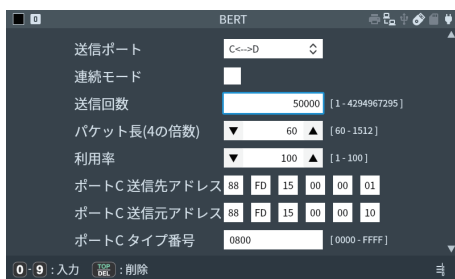 0 BERT
送信ポート C<-->D
連続モード
送信回数 50000 [ 1 - 4294967295 ]
パケット長(4の倍数) ▼ 60 ▲ [ 60 - 1512 ]
利用率 ▼ 100 ▲ [ 1 - 100 ]
ポートC 送信先アドレス 88 FD 15 00 00 01
ポートC 送信元アドレス 88 FD 15 00 00 10
ポートC タイプ番号 0800 [ 0000 - FFFF ]
0 - 9 : 入力 TOP DEL : 削除